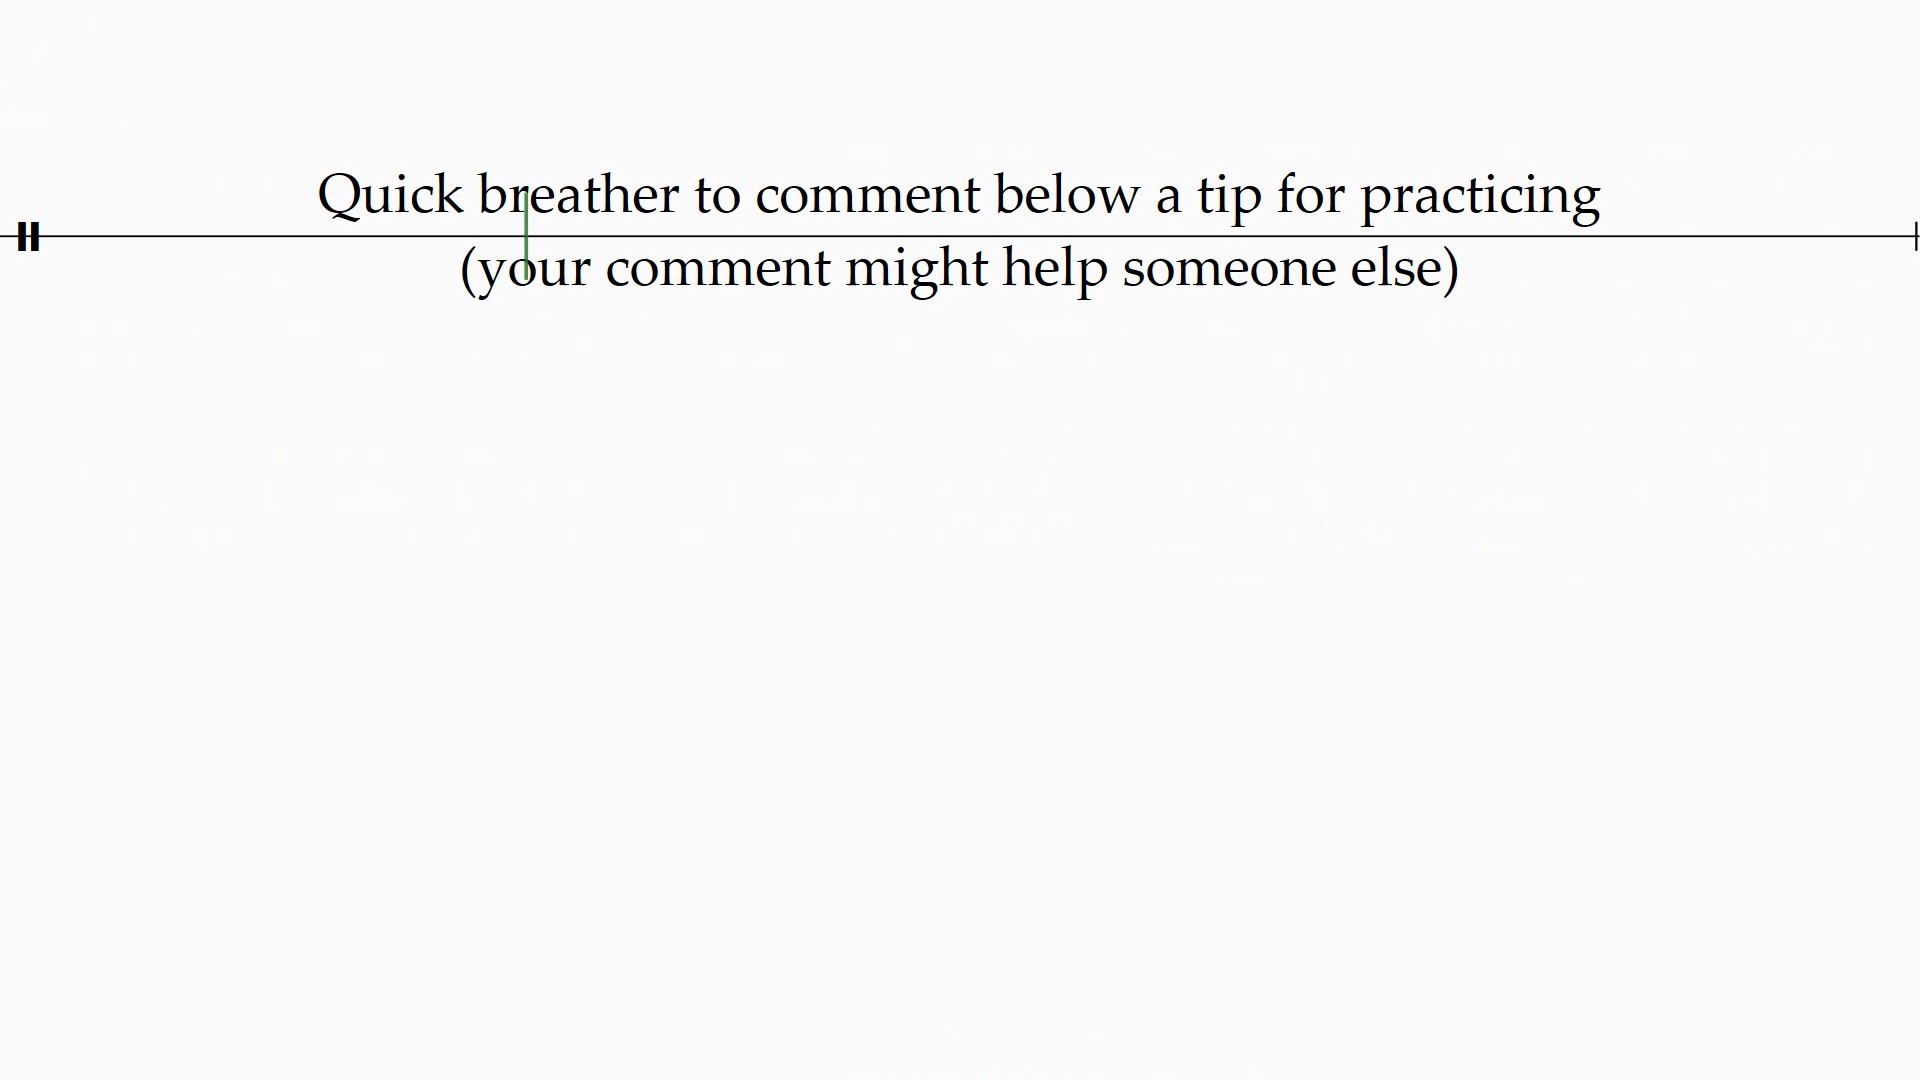 Quick breather to comment below a tip for practicing
(your comment might help someone else)